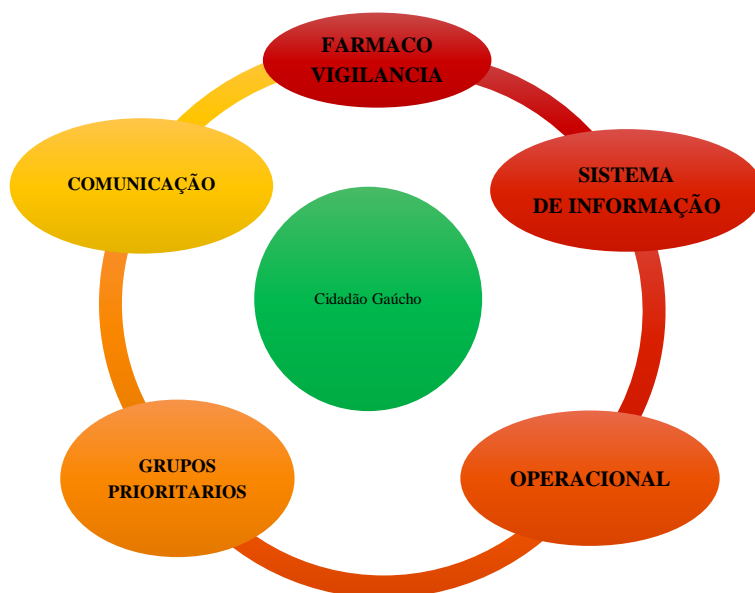 FARMACO
VIGILANCIA
SISTEMA
DE INFORMAÇÃO
OPERACIONAL
GRUPOS
PRIORITARIOS
COMUNICAÇÃO
Cidadão Gaúcho